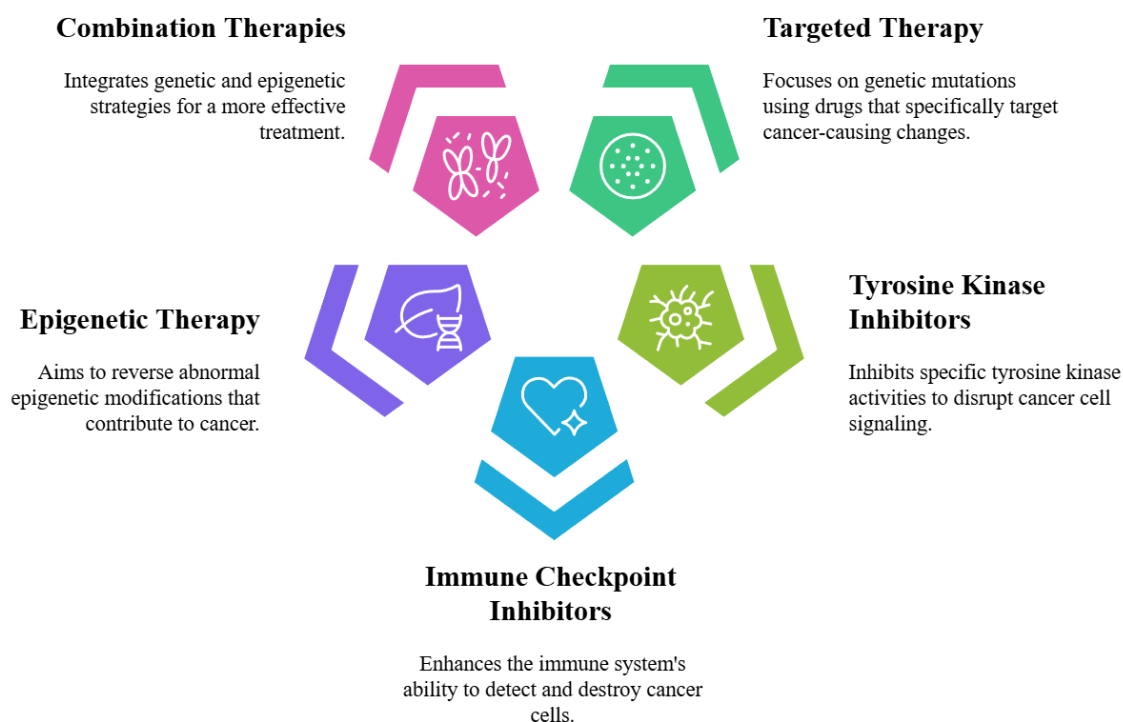 Combination Therapies
Integrates genetic and epigenetic
strategies for a more effective
treatment.
Targeted Therapy
Focuses on genetic mutations
using drugs that specifically target
cancer-causing changes.
Epigenetic Therapy
Aims to reverse abnormal
epigenetic modifications that
contribute to cancer.
Tyrosine Kinase
Inhibitors
Inhibits specific tyrosine kinase
activities to disrupt cancer cell
signaling.
Immune Checkpoint
Inhibitors
Enhances the immune system's
ability to detect and destroy cancer
cells.